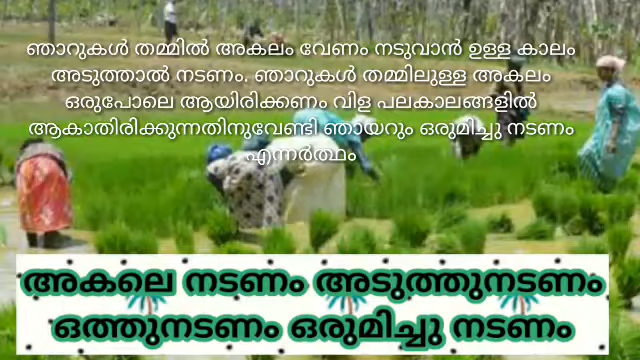 ഞാറുകൾ തമ്മിൽ അകലം വേണം നടുവാൻ ഉള്ള കാലം
അടുത്താൽ നടണം. ഞാറുകൾ തമ്മിലുള്ള അകലം
ഒരുപോലെ ആയിരിക്കണം വിള പലകാലങ്ങളിൽ
ആകാതിരിക്കുന്നതിനുവേണ്ടി ഞായറും ഒരുമിച്ചു നടണം
എന്നർത്ഥം
അകലെ നടണം അടുത്തുനടണം
ഒത്തുനടണം ഒരുമിച്ചു നടണം